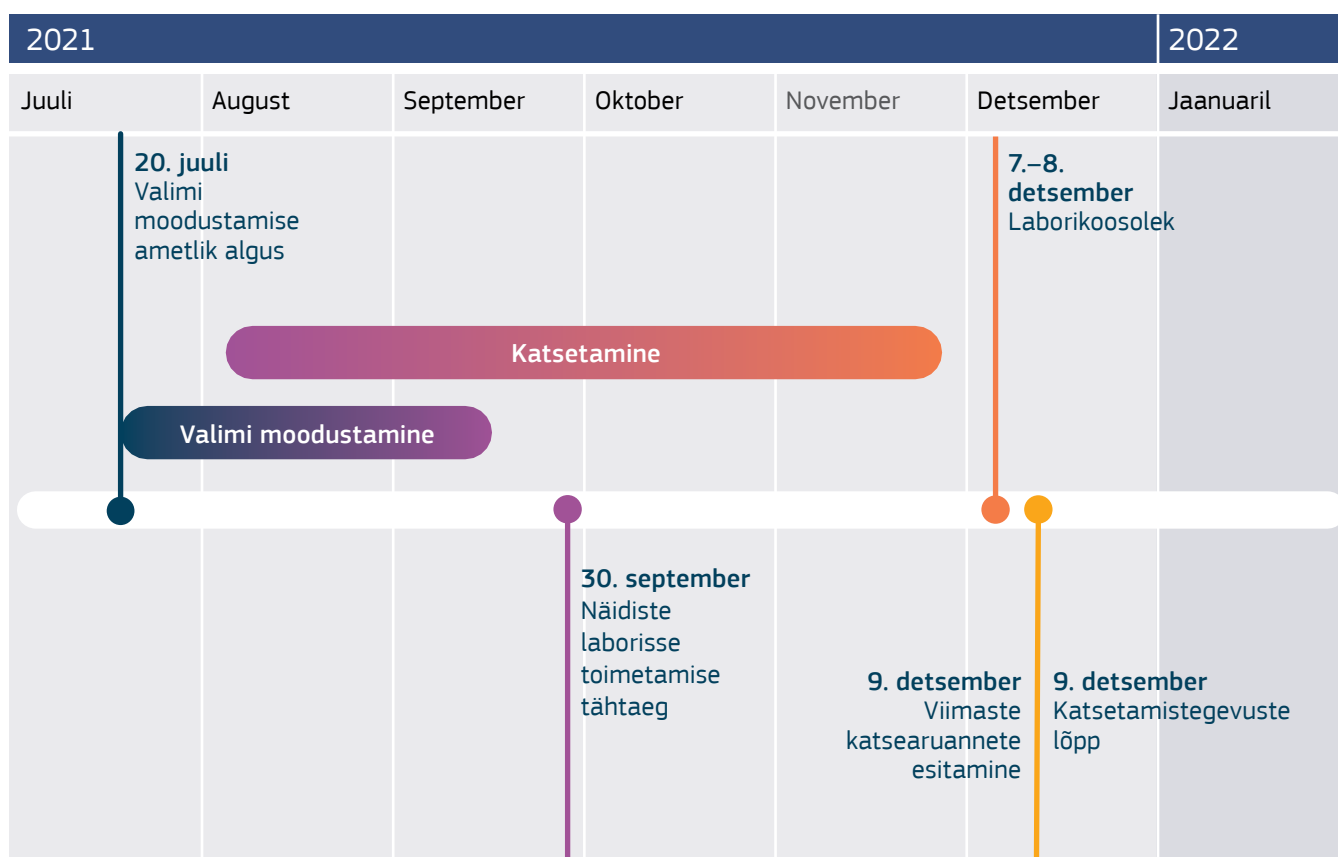 2021
2022
Juuli
August
September
Oktober
November
Detsember
Jaanuaril
20. juuli
Valimi
moodustamise
ametlik algus
7.–8.
detsember
Laborikoosolek
Katsetamine
Valimi moodustamine
30. september
Näidiste
laborisse
toimetamise
tähtaeg
9. detsember
Viimaste
katsearuannete
esitamine
9. detsember
Katsetamistegevuste
lõpp